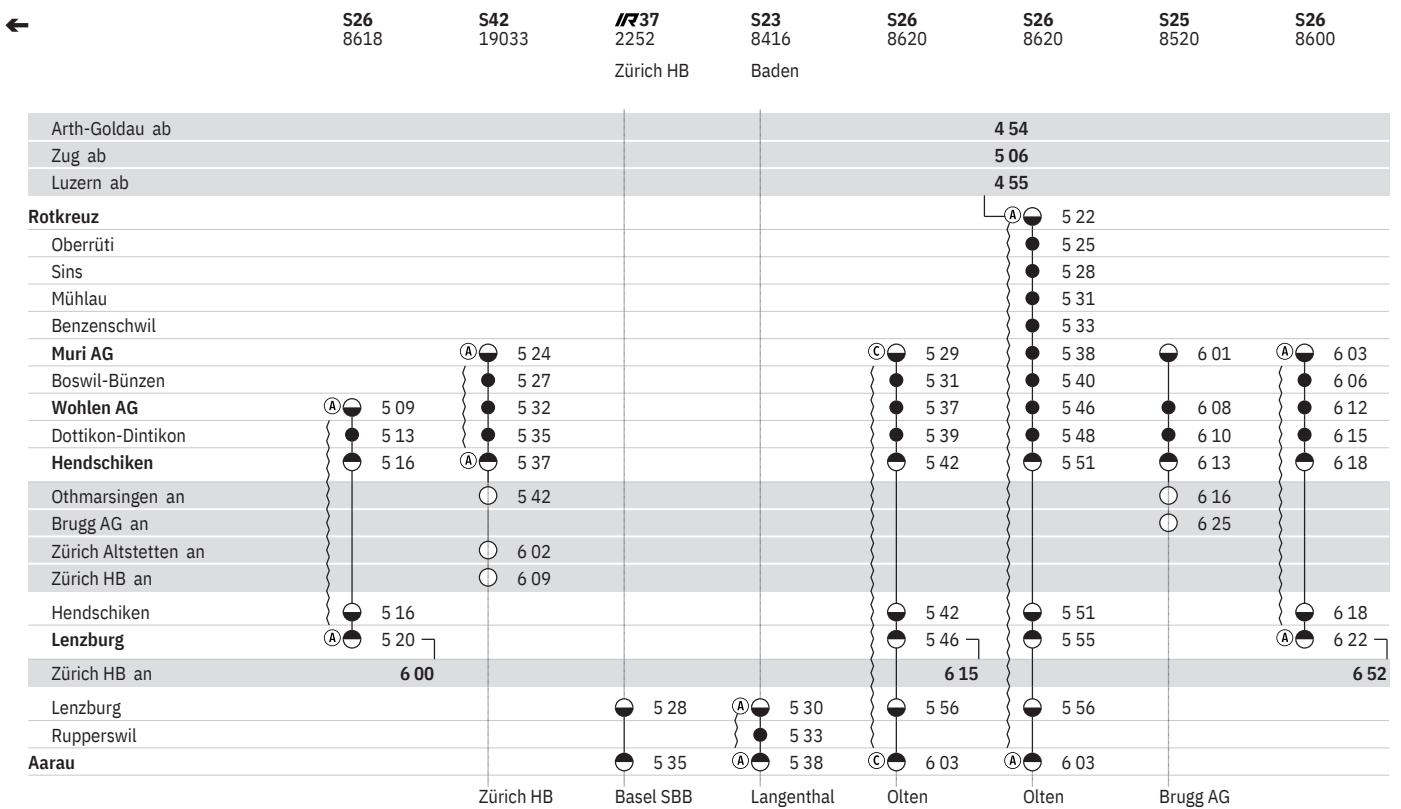 S26 S42 IR37 S23 S26 S26 S25 S26
8618 19033 2252 8416 8620 8620 8520 8600
Zürich HB Baden
Arth-Goldau ab 4 54
Zug ab 5 06
Luzern ab 4 55
Rotkreuz A 5 22
Oberrüti 5 25
Sins 5 28
Mühlau 5 31
Benzenschwil 5 33
Muri AG A 5 24 C 5 29 5 38 6 01 A 6 03
Boswil-Bünzen 5 27 5 31 5 40 6 06
Wohlen AG A 5 09 5 32 5 37 5 46 6 08 6 12
Dottikon-Dintikon 5 13 5 35 5 39 5 48 6 10 6 15
Hendschiken 5 16 A 5 37 5 42 5 51 6 13 6 18
Othmarsingen an 5 42 6 16
Brugg AG an 6 25
Zürich Altstetten an 6 02
Zürich HB an 6 09
Hendschiken 5 16 5 42 5 51 6 18
Lenzburg A 5 20 5 46 5 55 A 6 22
Zürich HB an 6 00 6 15 6 52
Lenzburg 5 28 A 5 30 5 56 5 56
Rupperswil 5 33
Aarau 5 35 A 5 38 C 6 03 A 6 03
Zürich HB Basel SBB Langenthal Olten Olten Brugg AG